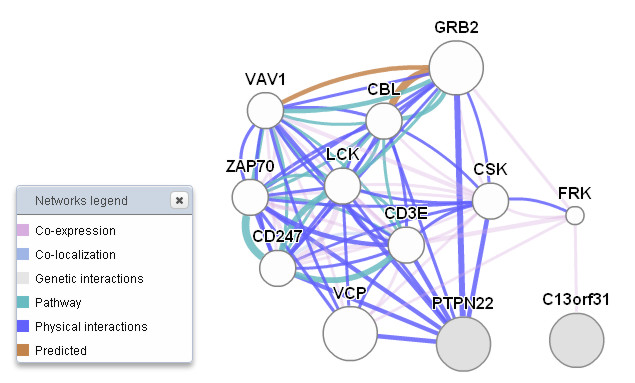 GRB2
VAV1
CBL
ZAP70
LCK
CSK
FRK
CD3E
CD247
VCP
PTPN22
C13orf31
Networks legend
Co-expression
Co-localization
Genetic interactions
Pathway
Physical interactions
Predicted